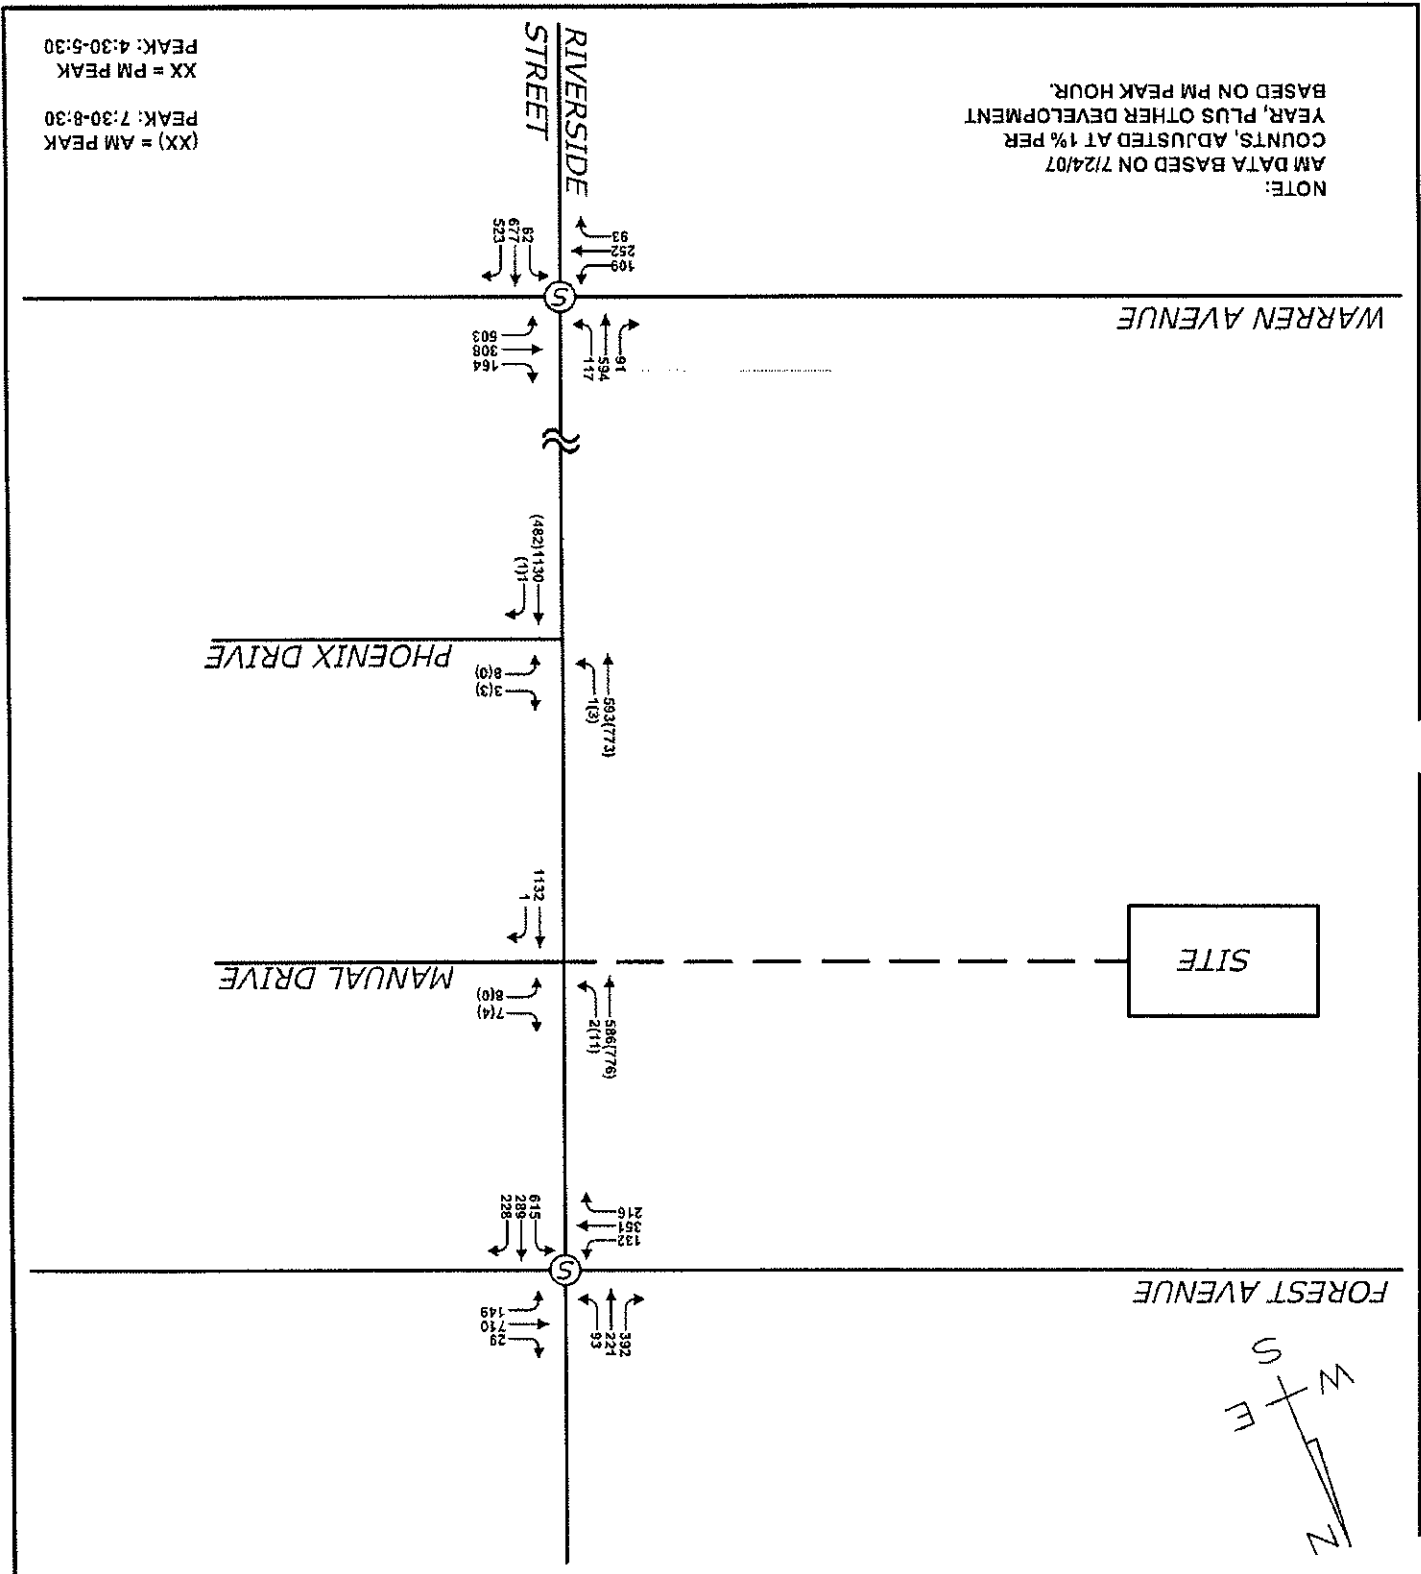 N
W
E
S
FOREST AVENUE
29
710
149
392
221
93
S
132
351
216
615
289
228
SITE
MANUAL DRIVE
586(776)
2(11)
7(4)
8(0)
1132
1
PHOENIX DRIVE
593(773)
1(3)
3(3)
8(0)
(482)1130
(1)1
WARREN AVENUE
91
594
117
164
308
503
S
109
252
93
62
677
523
RIVERSIDE
STREET
NOTE:
AM DATA BASED ON 7/24/07
COUNTS, ADJUSTED AT 1% PER
YEAR, PLUS OTHER DEVELOPMENT
BASED ON PM PEAK HOUR.
(XX) = AM PEAK
PEAK: 7:30-8:30
XX = PM PEAK
PEAK: 4:30-5:30